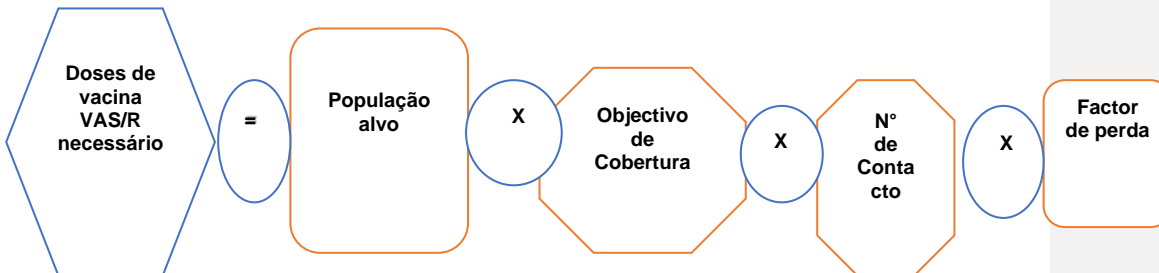 Doses de
vacina
VAS/R
necessário
=
População
alvo
X
Objectivo
de
Cobertura
X
N°
de
Conta
cto
X
Factor
de perda